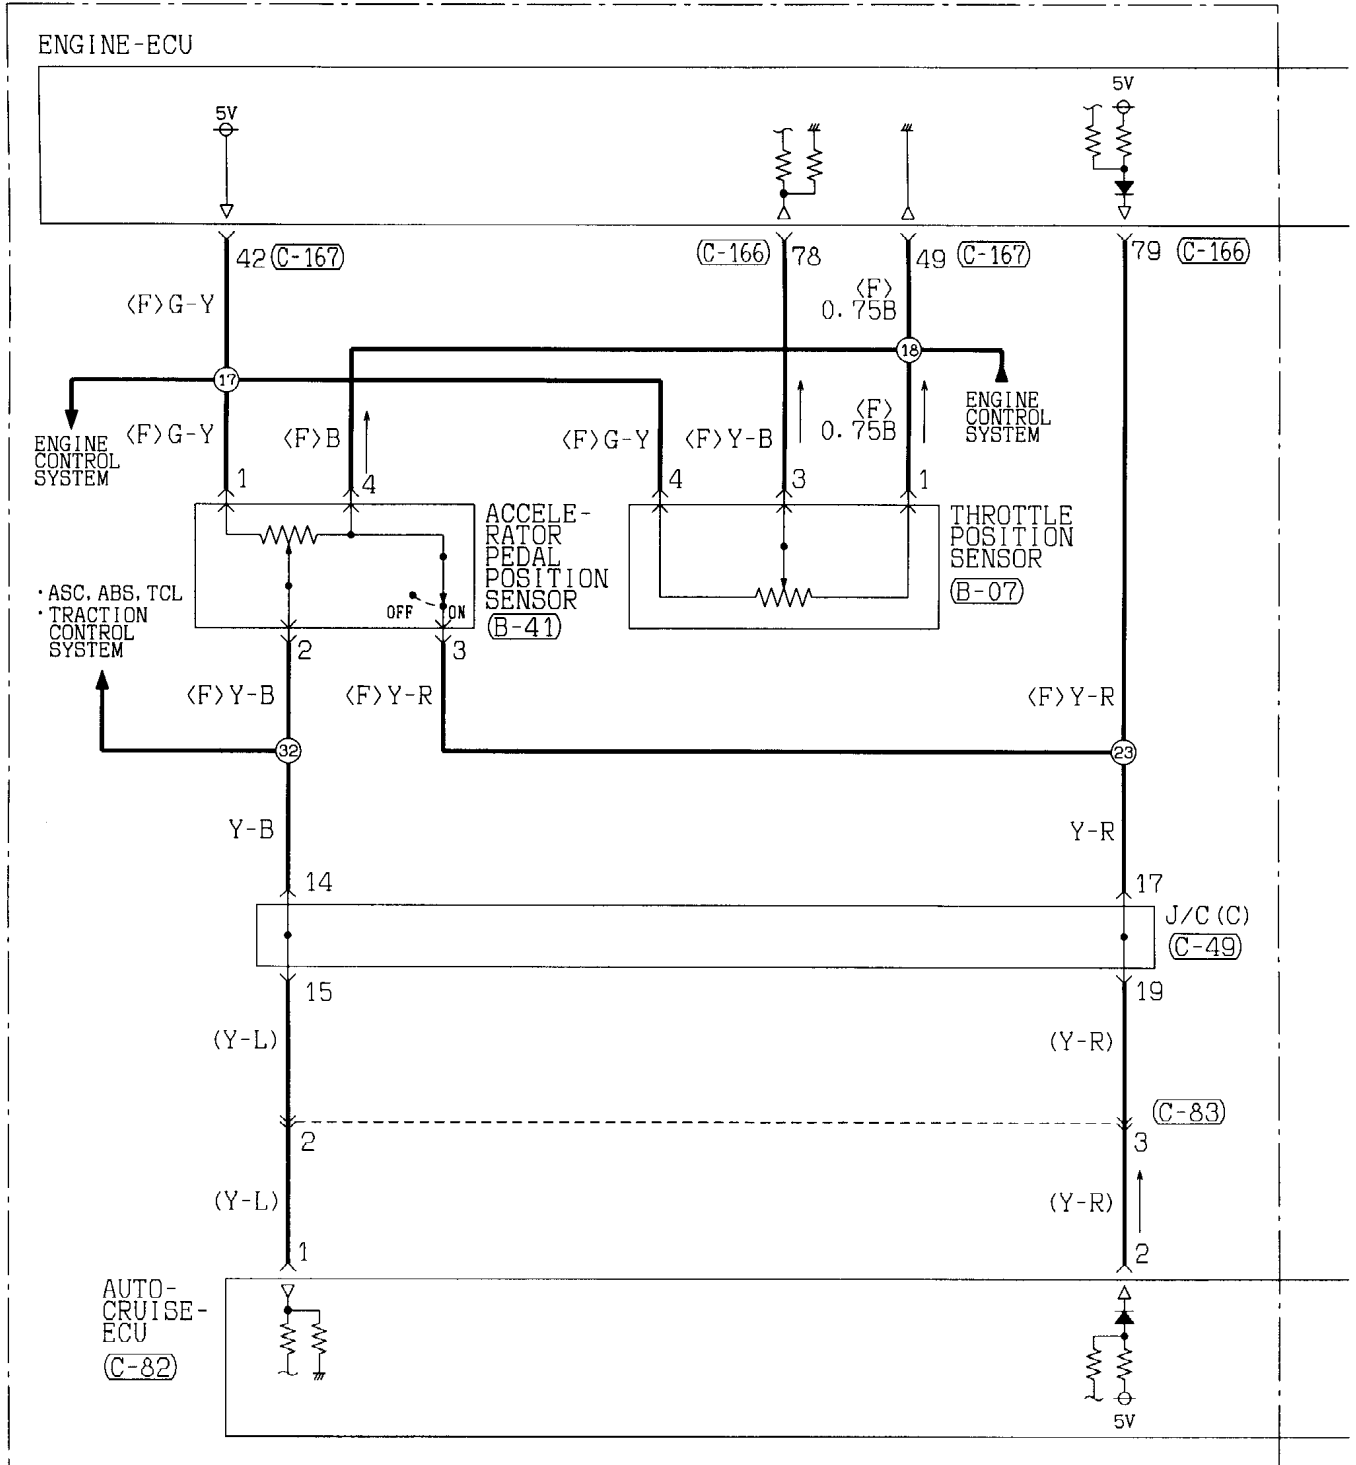 ENGINE-ECU
5V
5V
42 (C-167)
(C-166) 78
49 (C-167)
79 (C-166)
<F>G-Y
<F>
0.75B
17
18
ENGINE
CONTROL
SYSTEM
<F>G-Y
<F>B
<F>G-Y
<F>Y-B
<F>
0.75B
ENGINE
CONTROL
SYSTEM
1
4
4
3
1
ACCELE-
RATOR
PEDAL
POSITION
SENSOR
(B-41)
OFF
ON
THROTTLE
POSITION
SENSOR
(B-07)
·ASC, ABS, TCL
·TRACTION
CONTROL
SYSTEM
2
3
<F>Y-B
<F>Y-R
<F>Y-R
32
23
Y-B
Y-R
14
17
J/C(C)
(C-49)
15
19
(Y-L)
(Y-R)
(C-83)
2
3
(Y-L)
(Y-R)
1
2
AUTO-
CRUISE-
ECU
(C-82)
5V